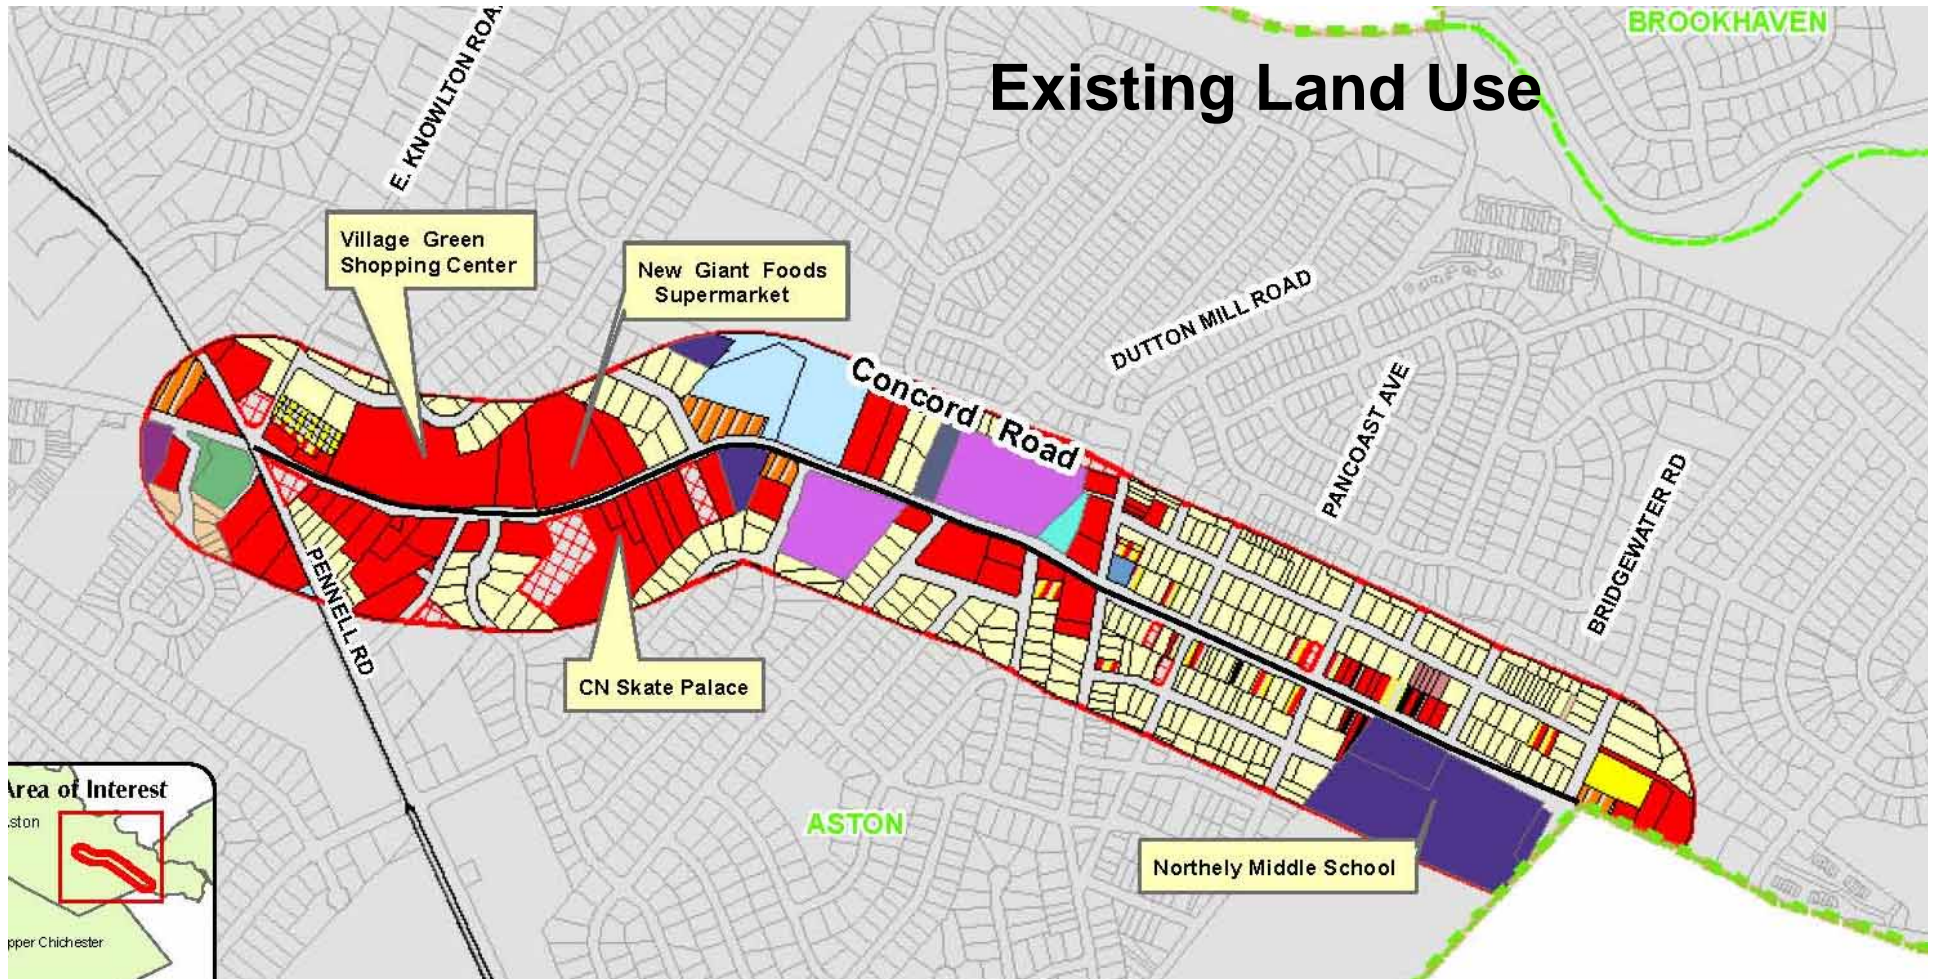 BROOKHAVEN
Existing Land Use
E. KNOWLTON ROA
Village Green
Shopping Center
New Giant Foods
Supermarket
DUTTON MILL ROAD
Concord Road
PANCOAST AVE
BRIDGEWATER RD
PENNELL RD
CN Skate Palace
Area of Interest
ston
ASTON
Northely Middle School
pper Chichester